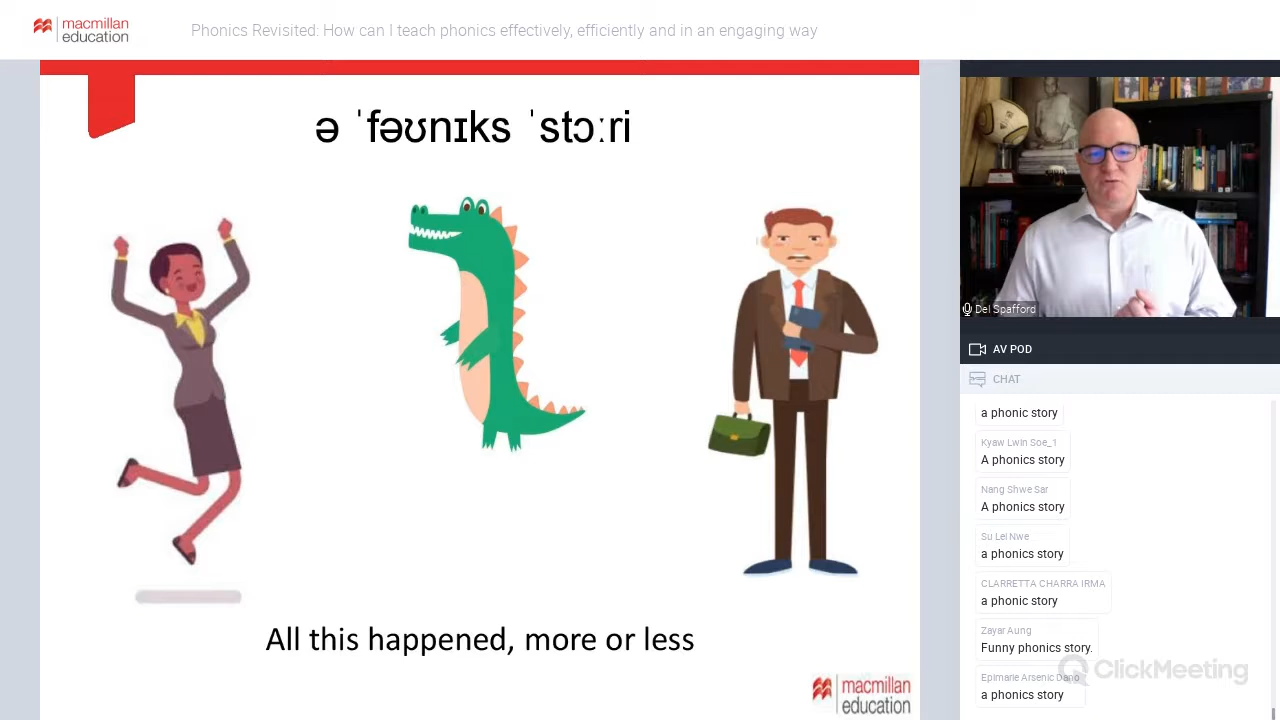 macmillan
education
Phonics Revisited: How can I teach phonics effectively, efficiently and in an engaging way
ə ˈfəʊnɪks ˈstɔːri
All this happened, more or less
macmillan
education
Del Spafford
AV POD
CHAT
a phonic story
Kyaw Lwin Soe_1
A phonics story
Nang Shwe Sar
A phonics story
Su Lei Nwe
a phonics story
CLARRETTA CHARRA IRMA
a phonic story
Zayar Aung
Funny phonics story.
Epimarie Arsenic Dano
a phonics story
ClickMeeting